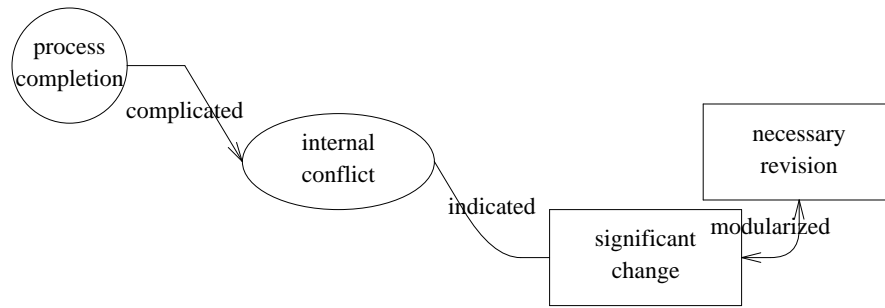 process
completion
complicated
internal
conflict
indicated
significant
change
modularized
necessary
revision